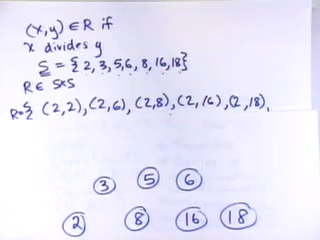 (x,y) ∈ R if
x divides y
S = {2,3,5,6,8,16,18}
R ∈ S×S
R={ (2,2),(2,6),(2,8),(2,16),(2,18),
3 5 6
2 8 16 18